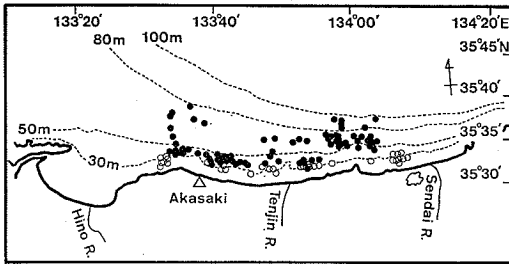 133°20' 133°40' 134°00' 134°20'E
80m 100m
35°45'N
35°40'
50m
35°35'
30m
35°30'
Akasaki
Hino R.
Tenjin R.
Sendai R.